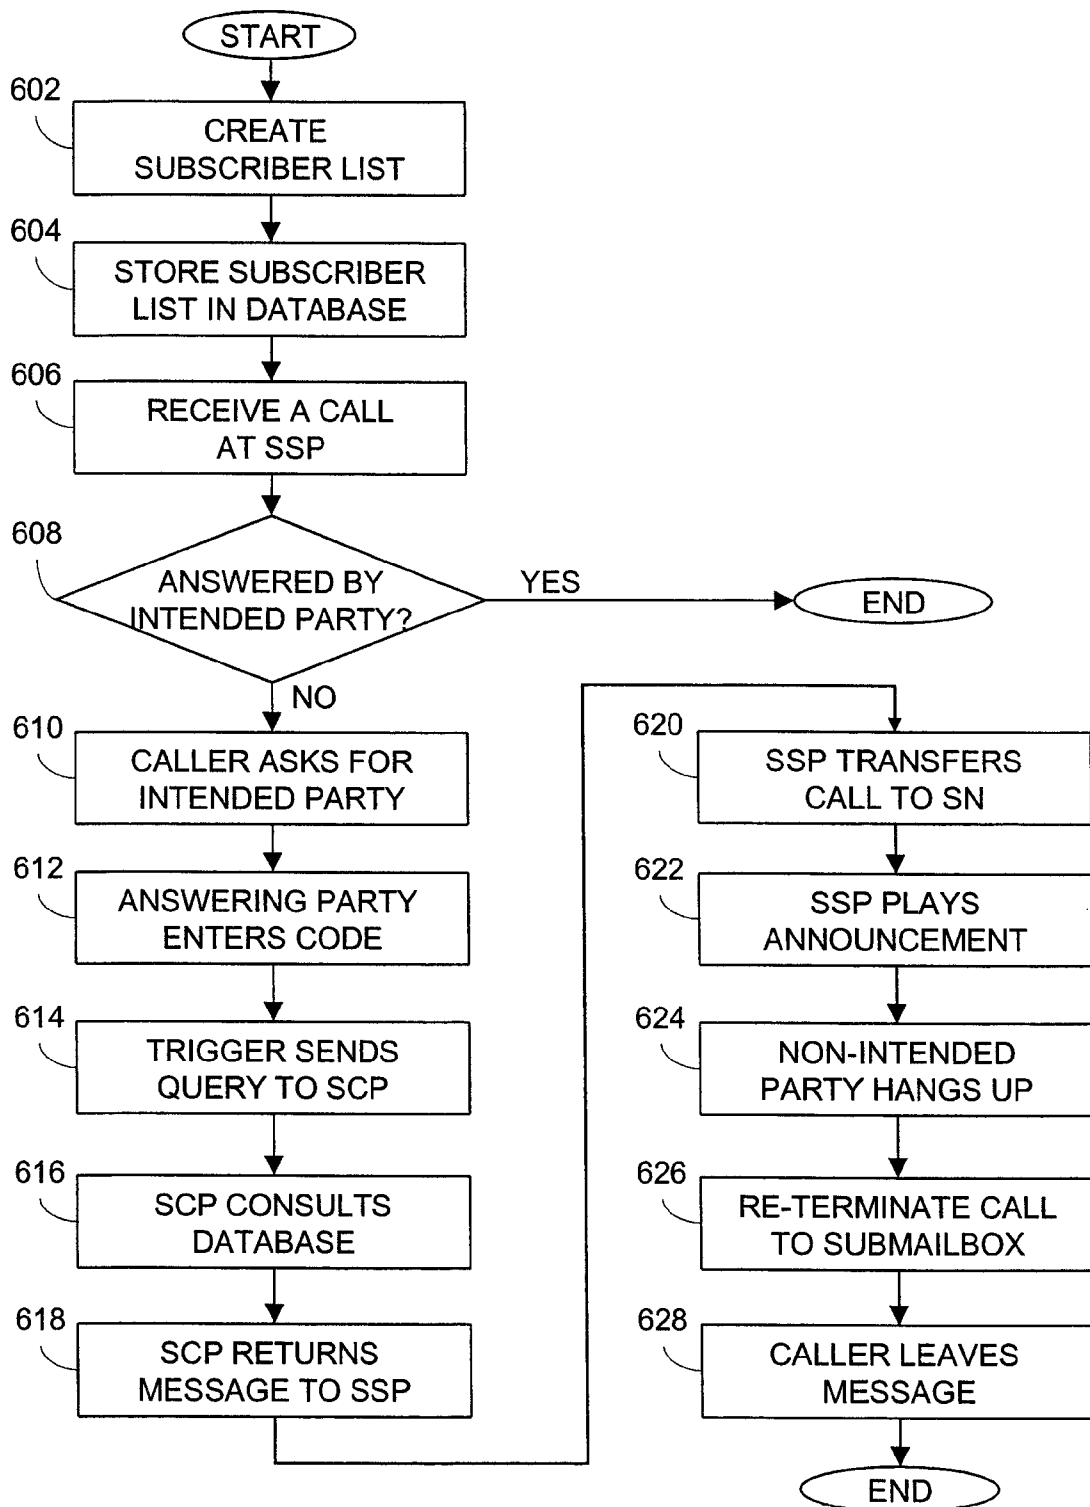 START
602
CREATE
SUBSCRIBER LIST
604
STORE SUBSCRIBER
LIST IN DATABASE
606
RECEIVE A CALL
AT SSP
608
ANSWERED BY
INTENDED PARTY?
YES
END
NO
610
CALLER ASKS FOR
INTENDED PARTY
612
ANSWERING PARTY
ENTERS CODE
614
TRIGGER SENDS
QUERY TO SCP
616
SCP CONSULTS
DATABASE
618
SCP RETURNS
MESSAGE TO SSP
620
SSP TRANSFERS
CALL TO SN
622
SSP PLAYS
ANNOUNCEMENT
624
NON-INTENDED
PARTY HANGS UP
626
RE-TERMINATE CALL
TO SUBMAILBOX
628
CALLER LEAVES
MESSAGE
END